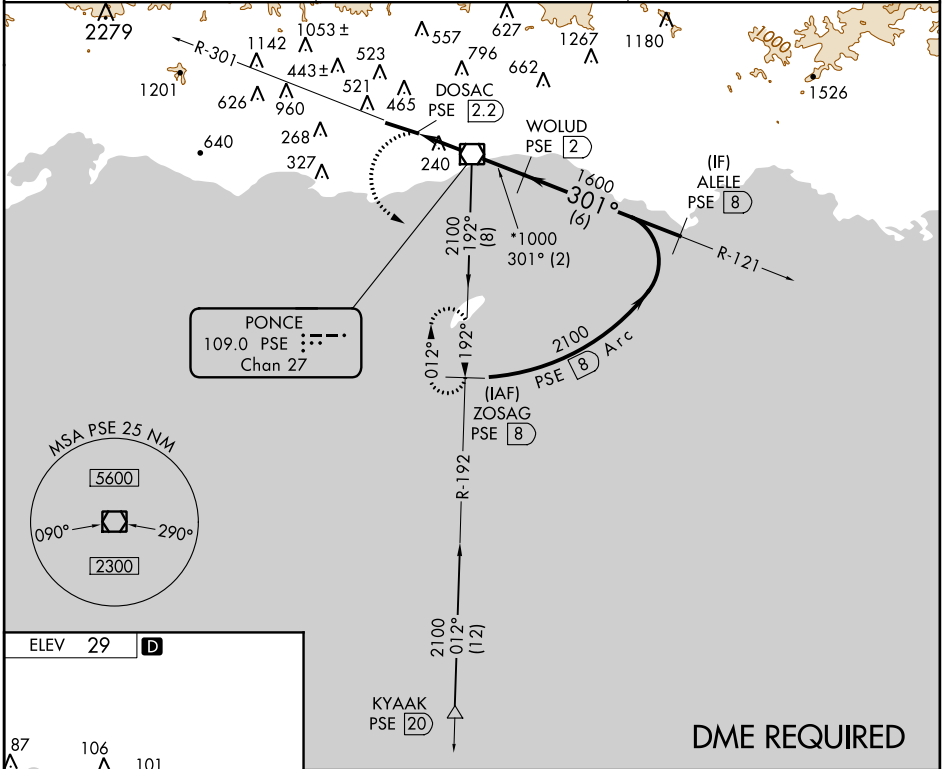 2279
R-301
1142
1053 ±
443±
523
557
627
796
1267
1180
1000
662
1201
626
960
521
465
DOSAC
PSE 2.2
1526
640
268
327
240
WOLUD
PSE 2
(IF)
ALELE
PSE 8
1600
301°
(6)
*1000
301° (2)
R-121
2100
192°
(8)
PONCE
109.0 PSE
Chan 27
012°
192°
2100
PSE 8 Arc
(IAF)
ZOSAG
PSE 8
R-192
MSA PSE 25 NM
5600
090°
290°
2300
2100
012°
(12)
ELEV 29 D
KYAAK
PSE 20
DME REQUIRED
87
106
101